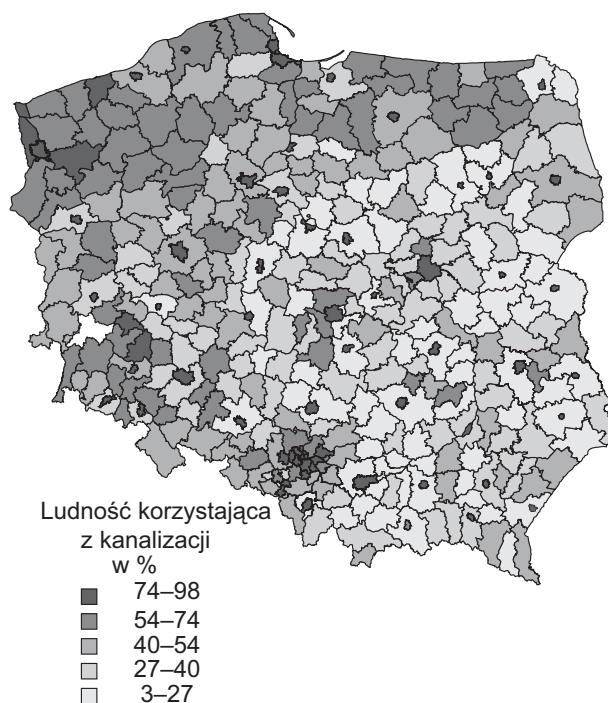 Ludność korzystająca
z kanalizacji
w %
74–98
54–74
40–54
27–40
3–27